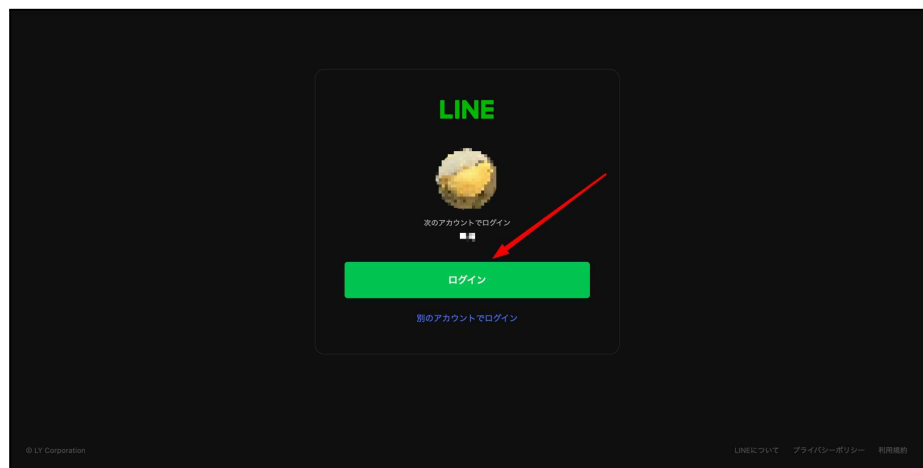 LINE
次のアカウントでログイン
ログイン
別のアカウントでログイン
© LY Corporation
LINEについて プライバシーポリシー 利用規約